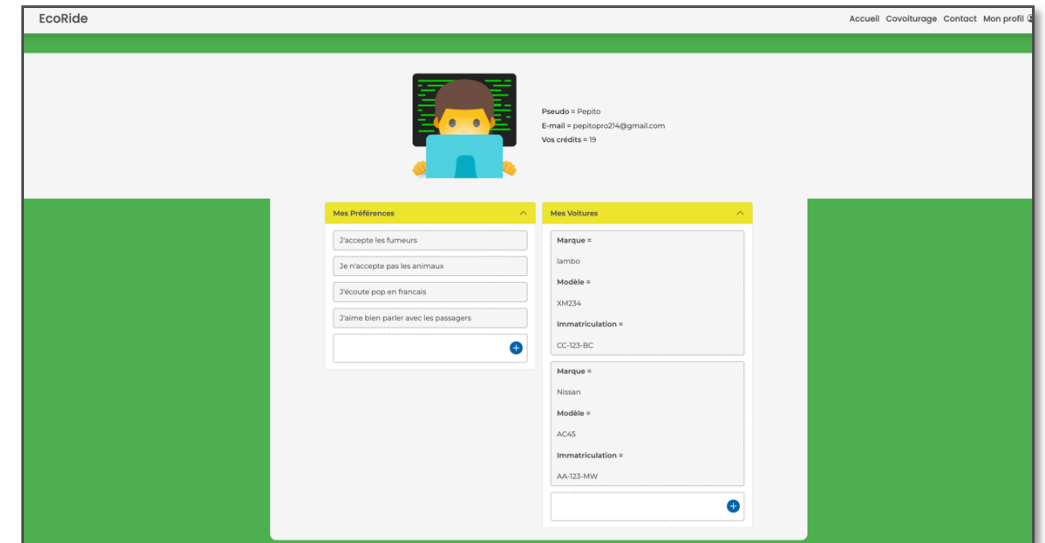 EcoRide
Accueil Covoiturage Contact Mon profil
Pseudo = Pepito
E-mail = pepitopro214@gmail.com
Vos crédits = 19
Mes Préférences
J'accepte les fumeurs
Je n'accepte pas les animaux
J'écoute pop en francais
J'aime bien parler avec les passagers
Mes Voitures
Marque =
lambo
Modèle =
XM234
Immatriculation =
CC-123-BC
Marque =
Nissan
Modèle =
AC45
Immatriculation =
AA-123-MW